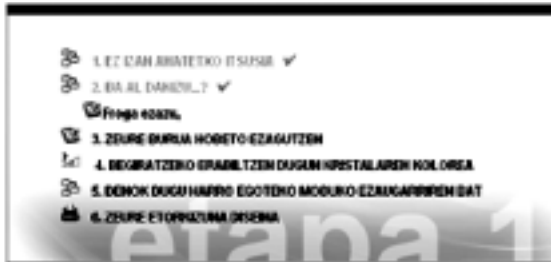 1. EZ IZAN AHATETXO ITSUSIA ✔
2. BA AL DAKIZU...? ✔
Froga ezazu.
3. ZEURE BURUA HOBETO EZAGUTZEN
4. BEGIRATZEKO ERABILTZEN DUGUN KRISTALAREN KOLOREA
5. DENOK DUGU HARRO EGOTEKO MODUKO EZAUGARRIREN BAT
6. ZEURE ETORKIZUNA DISEINA
etapa 1